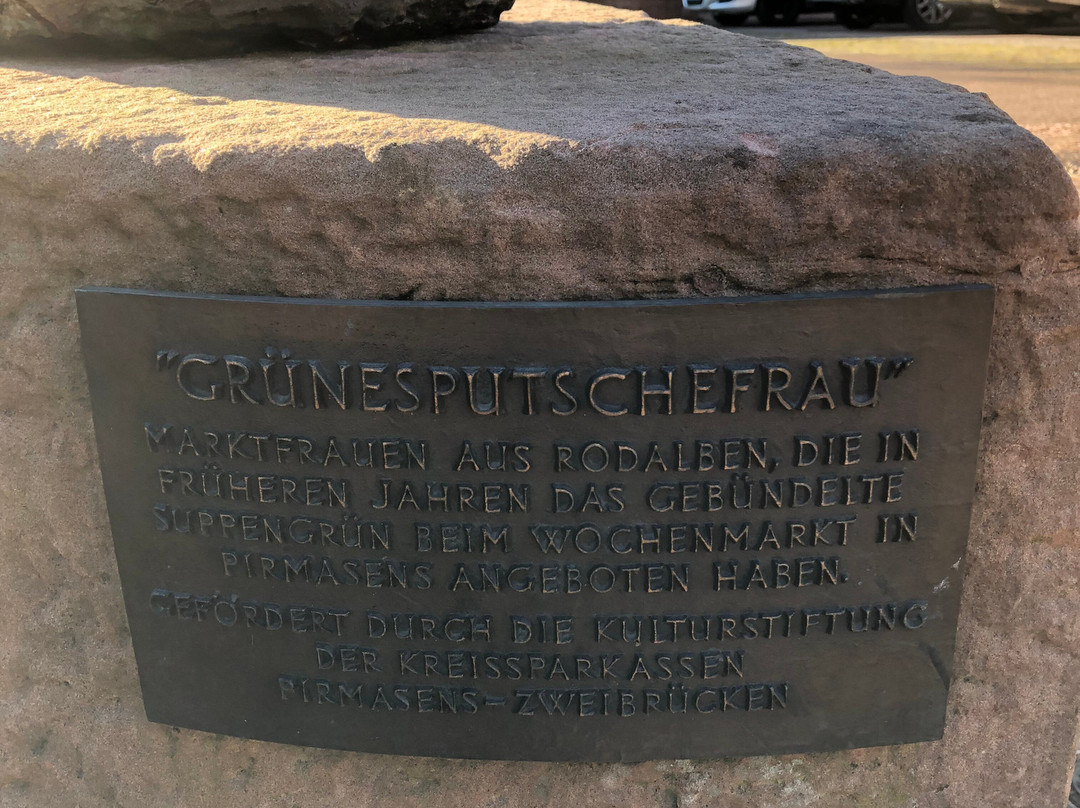 "GRÜNESPUTSCHEFRAU"
MARKTFRAUEN AUS RODALBEN, DIE IN
FRÜHEREN JAHREN DAS GEBÜNDELTE
SUPPENGRÜN BEIM WOCHENMARKT IN
PIRMASENS ANGEBOTEN HABEN.
GEFÖRDERT DURCH DIE KULTURSTIFTUNG
DER KREISSPARKASSEN
PIRMASENS-ZWEIBRÜCKEN